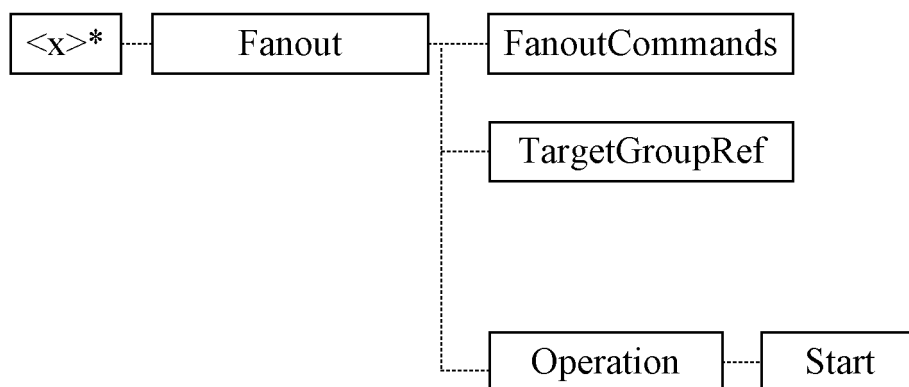 <x>*
Fanout
FanoutCommands
TargetGroupRef
Operation
Start